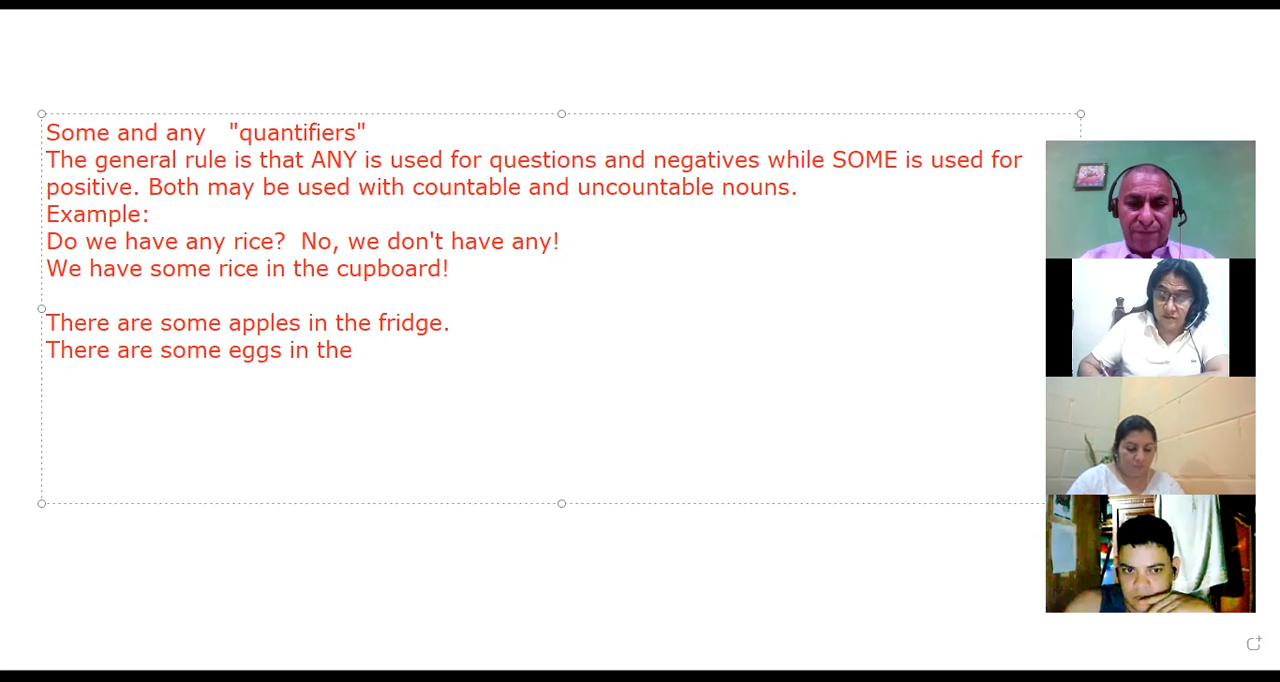 Some and any "quantifiers"
The general rule is that ANY is used for questions and negatives while SOME is used for
positive. Both may be used with countable and uncountable nouns.
Example:
Do we have any rice? No, we don't have any!
We have some rice in the cupboard!
There are some apples in the fridge.
There are some eggs in the